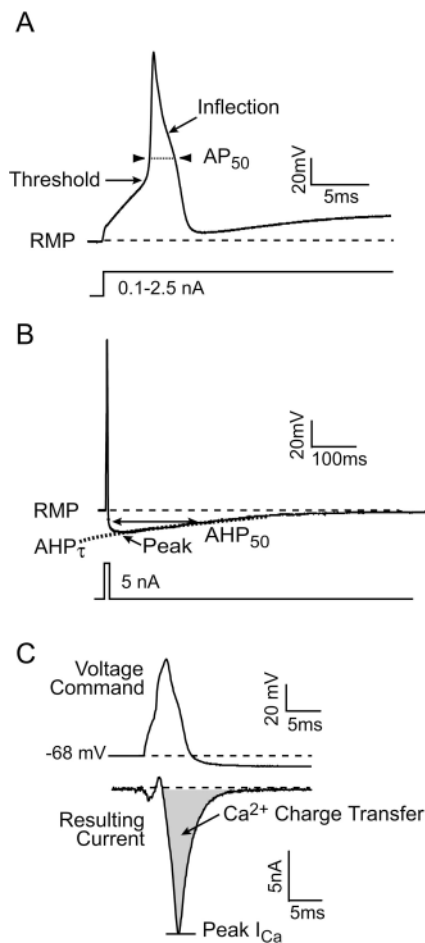 A
Inflection
AP50
Threshold
20mV
5ms
RMP
0.1-2.5 nA
B
20mV
100ms
RMP
AHPτ
Peak
AHP50
5 nA
C
Voltage
Command
20 mV
5ms
-68 mV
Resulting
Current
Ca2+ Charge Transfer
5nA
5ms
Peak ICa